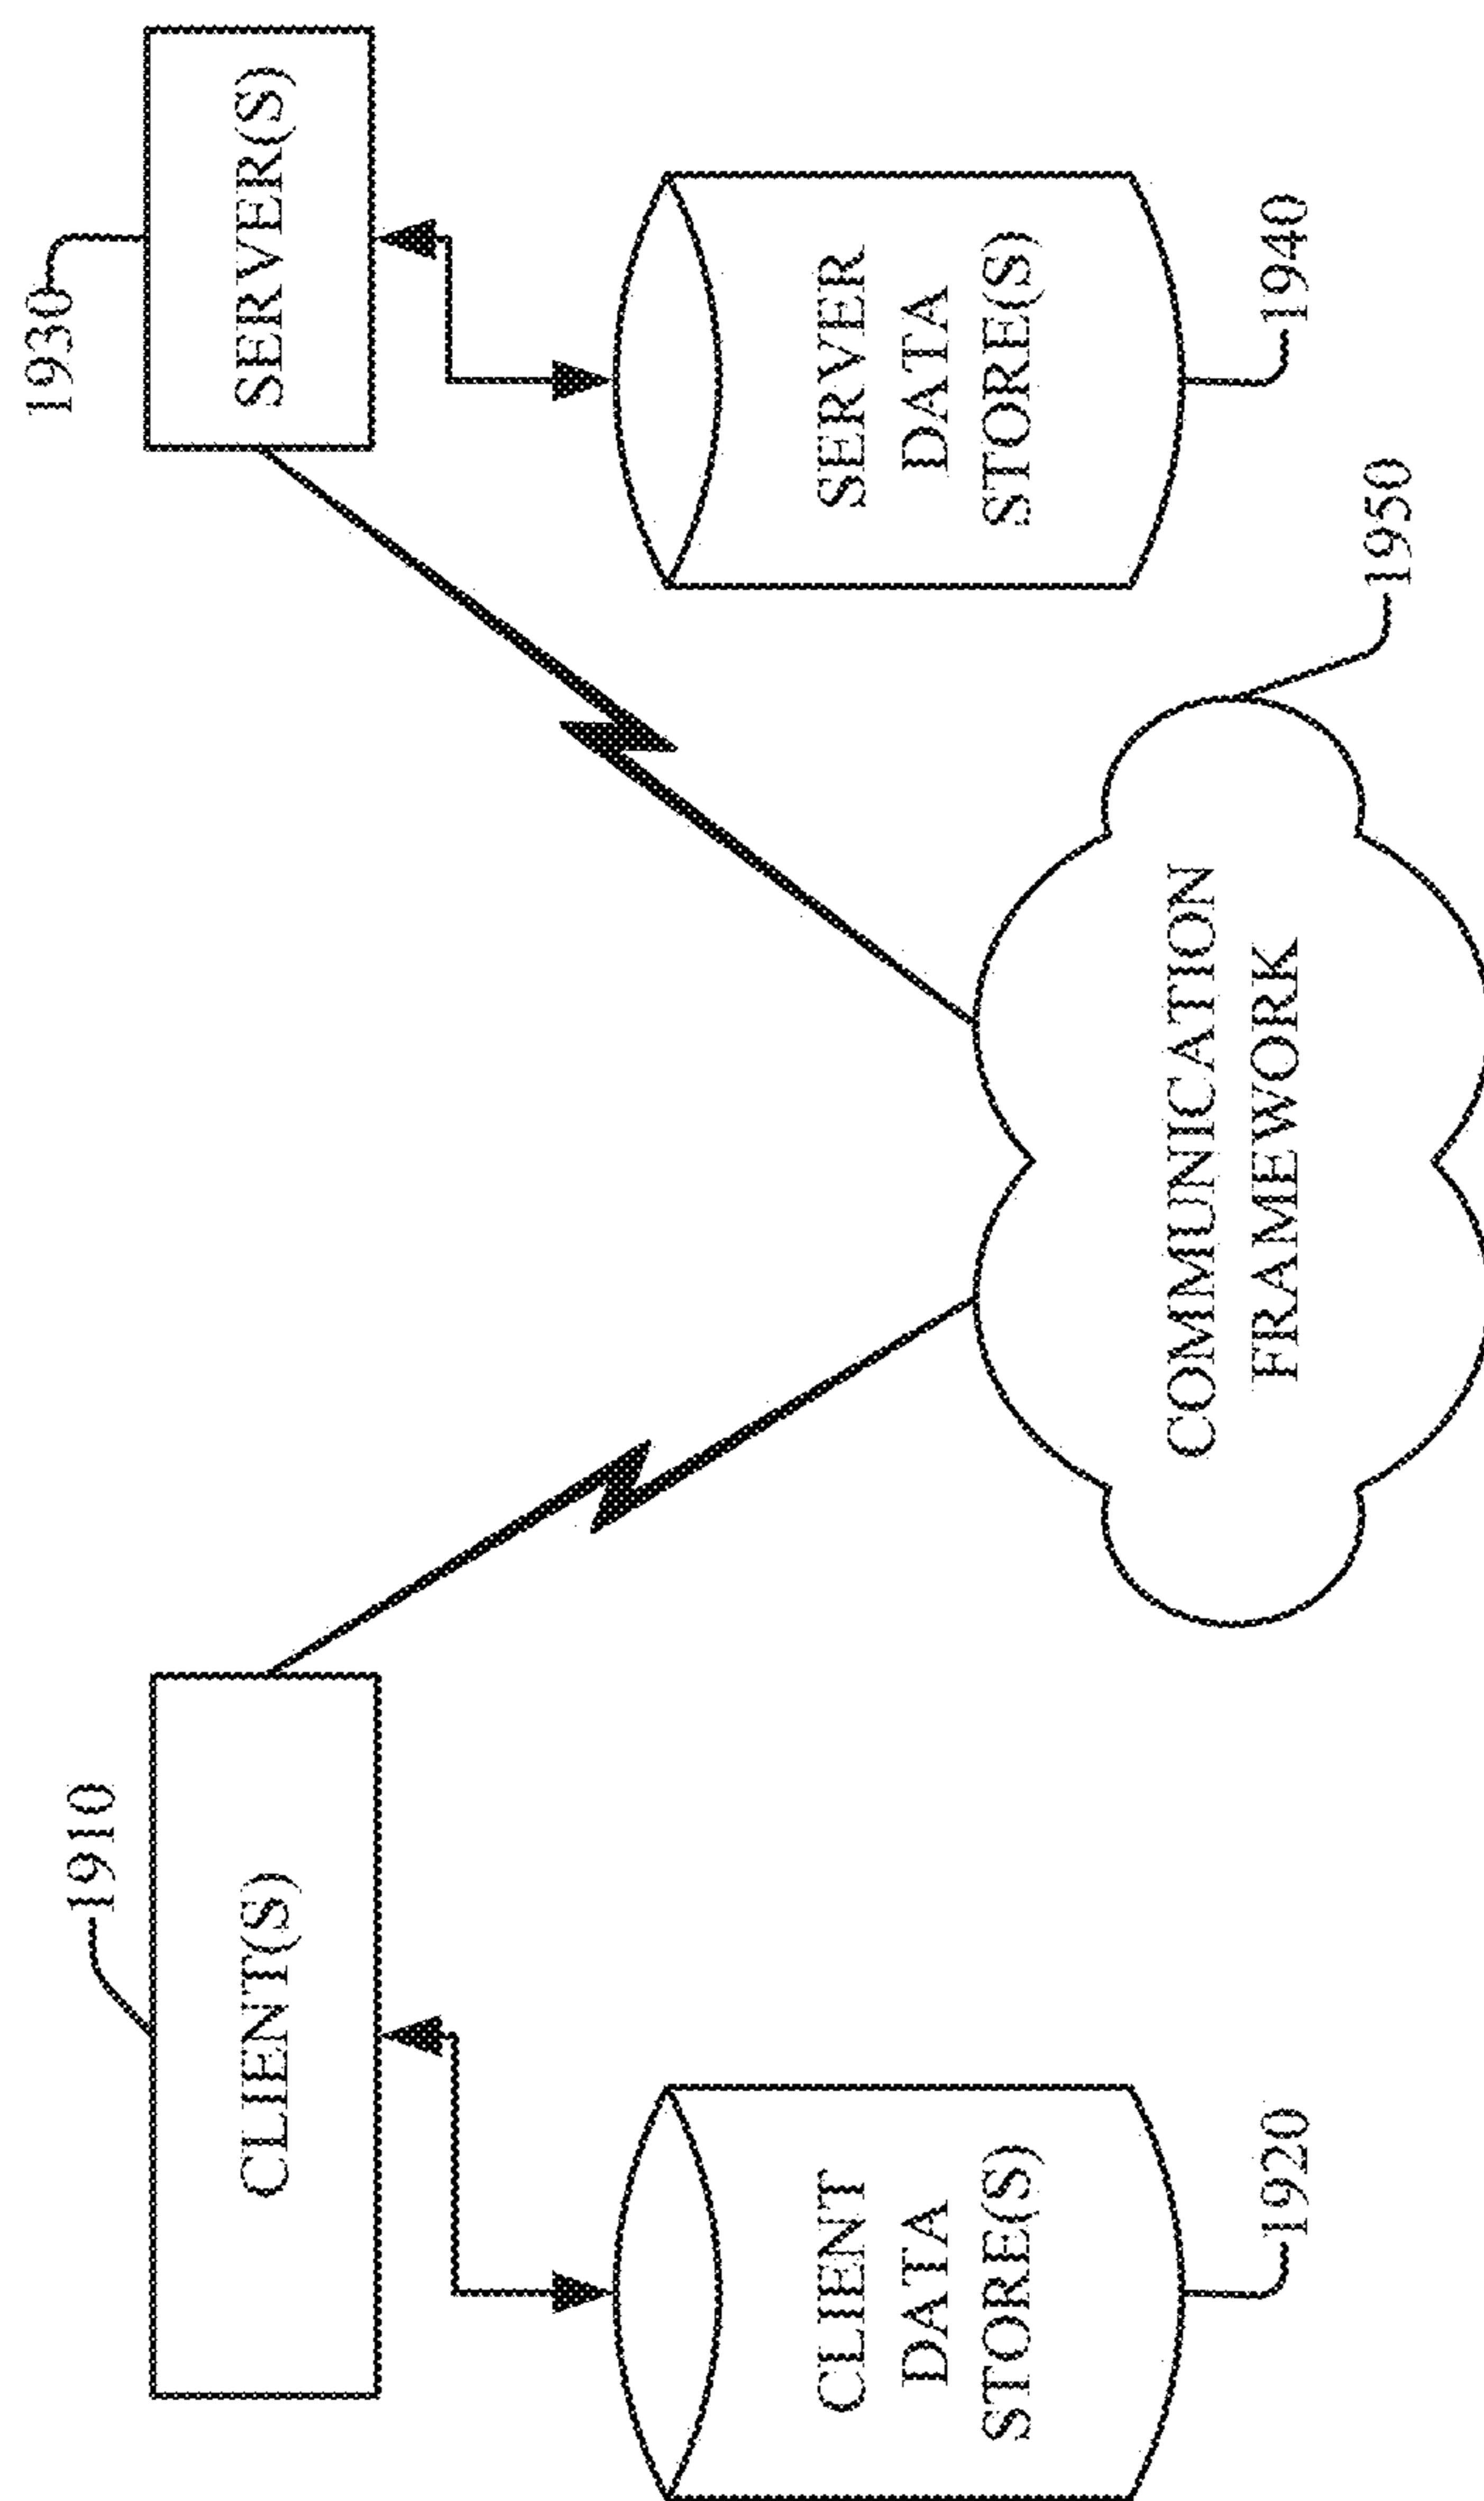 1910
CLIENT(S)
1930
SERVER(S)
CLIENT
DATA
STORE(S)
1920
COMMUNICATION
FRAMEWORK
1950
SERVER
DATA
STORE(S)
1940